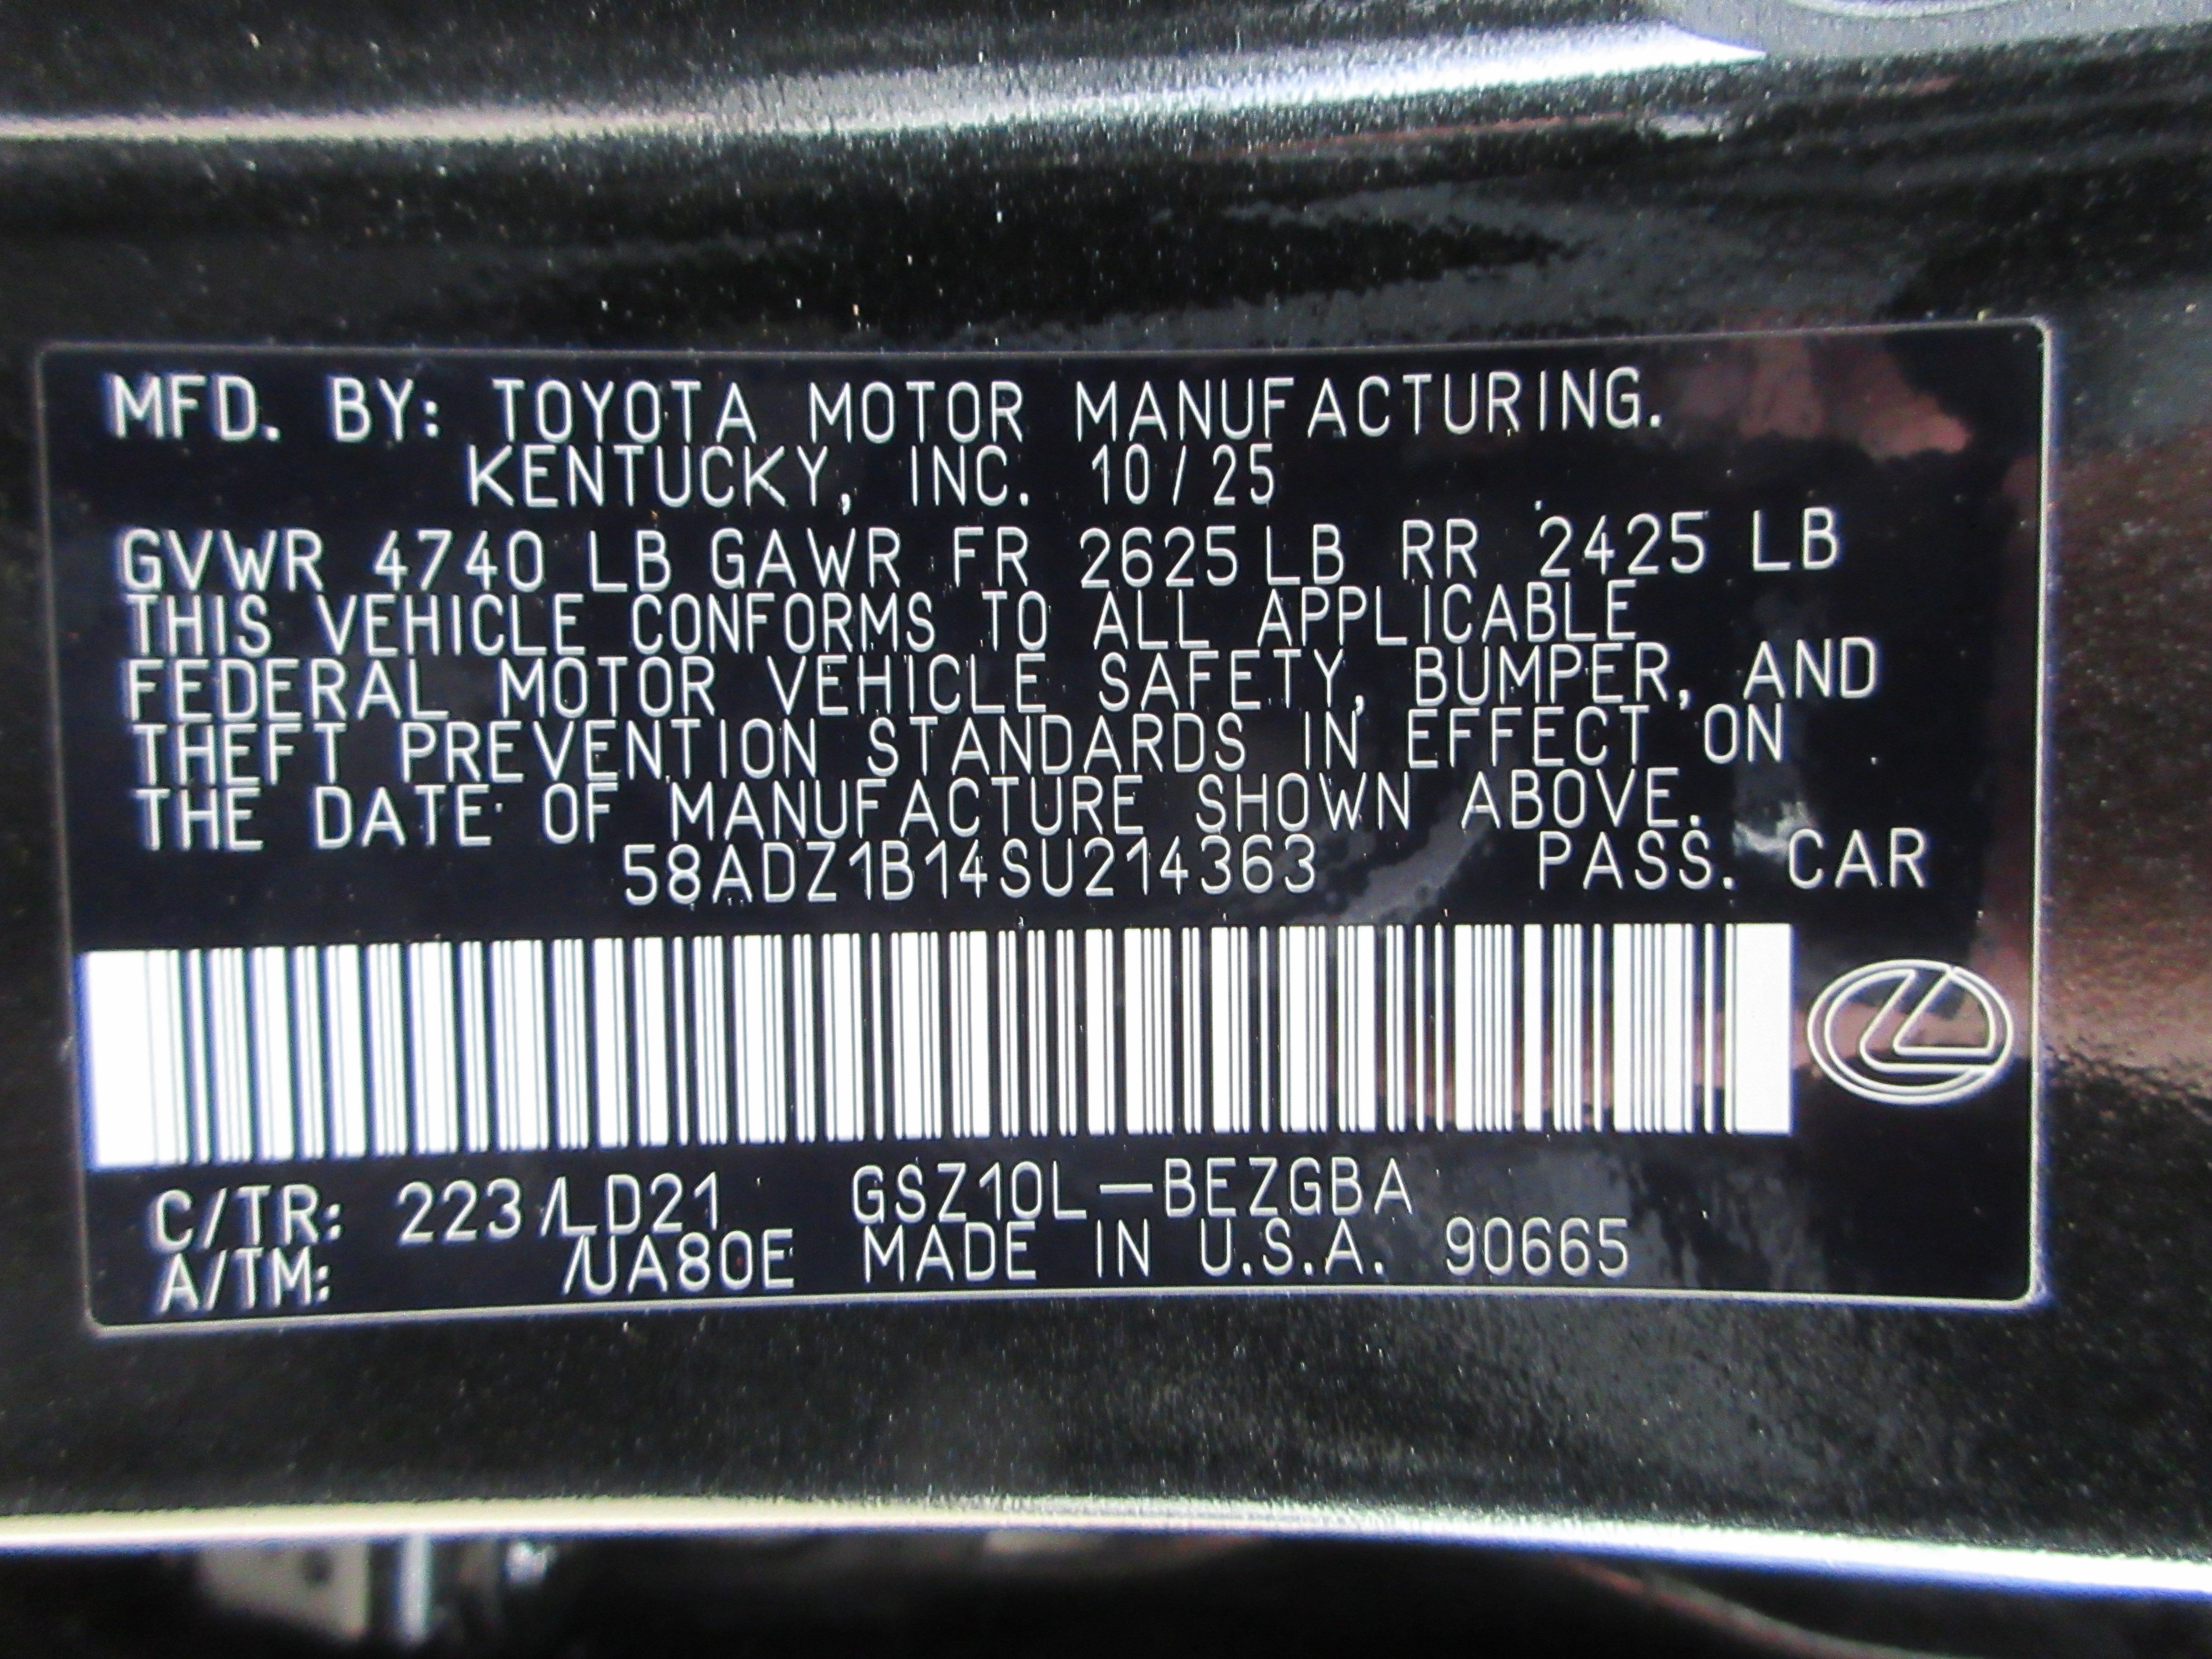 MFD. BY: TOYOTA MOTOR MANUFACTURING.
KENTUCKY, INC. 10/25
GVWR 4740 LB GAWR FR 2625 LB RR 2425 LB
THIS VEHICLE CONFORMS TO ALL APPLICABLE
FEDERAL MOTOR VEHICLE SAFETY, BUMPER, AND
THEFT PREVENTION STANDARDS IN EFFECT ON
THE DATE OF MANUFACTURE SHOWN ABOVE.
58ADZ1B14SU214363 PASS. CAR
C/TR: 223/LD21 GSZ10L-BEZGBA
A/TM: /UA80E MADE IN U.S.A. 90665